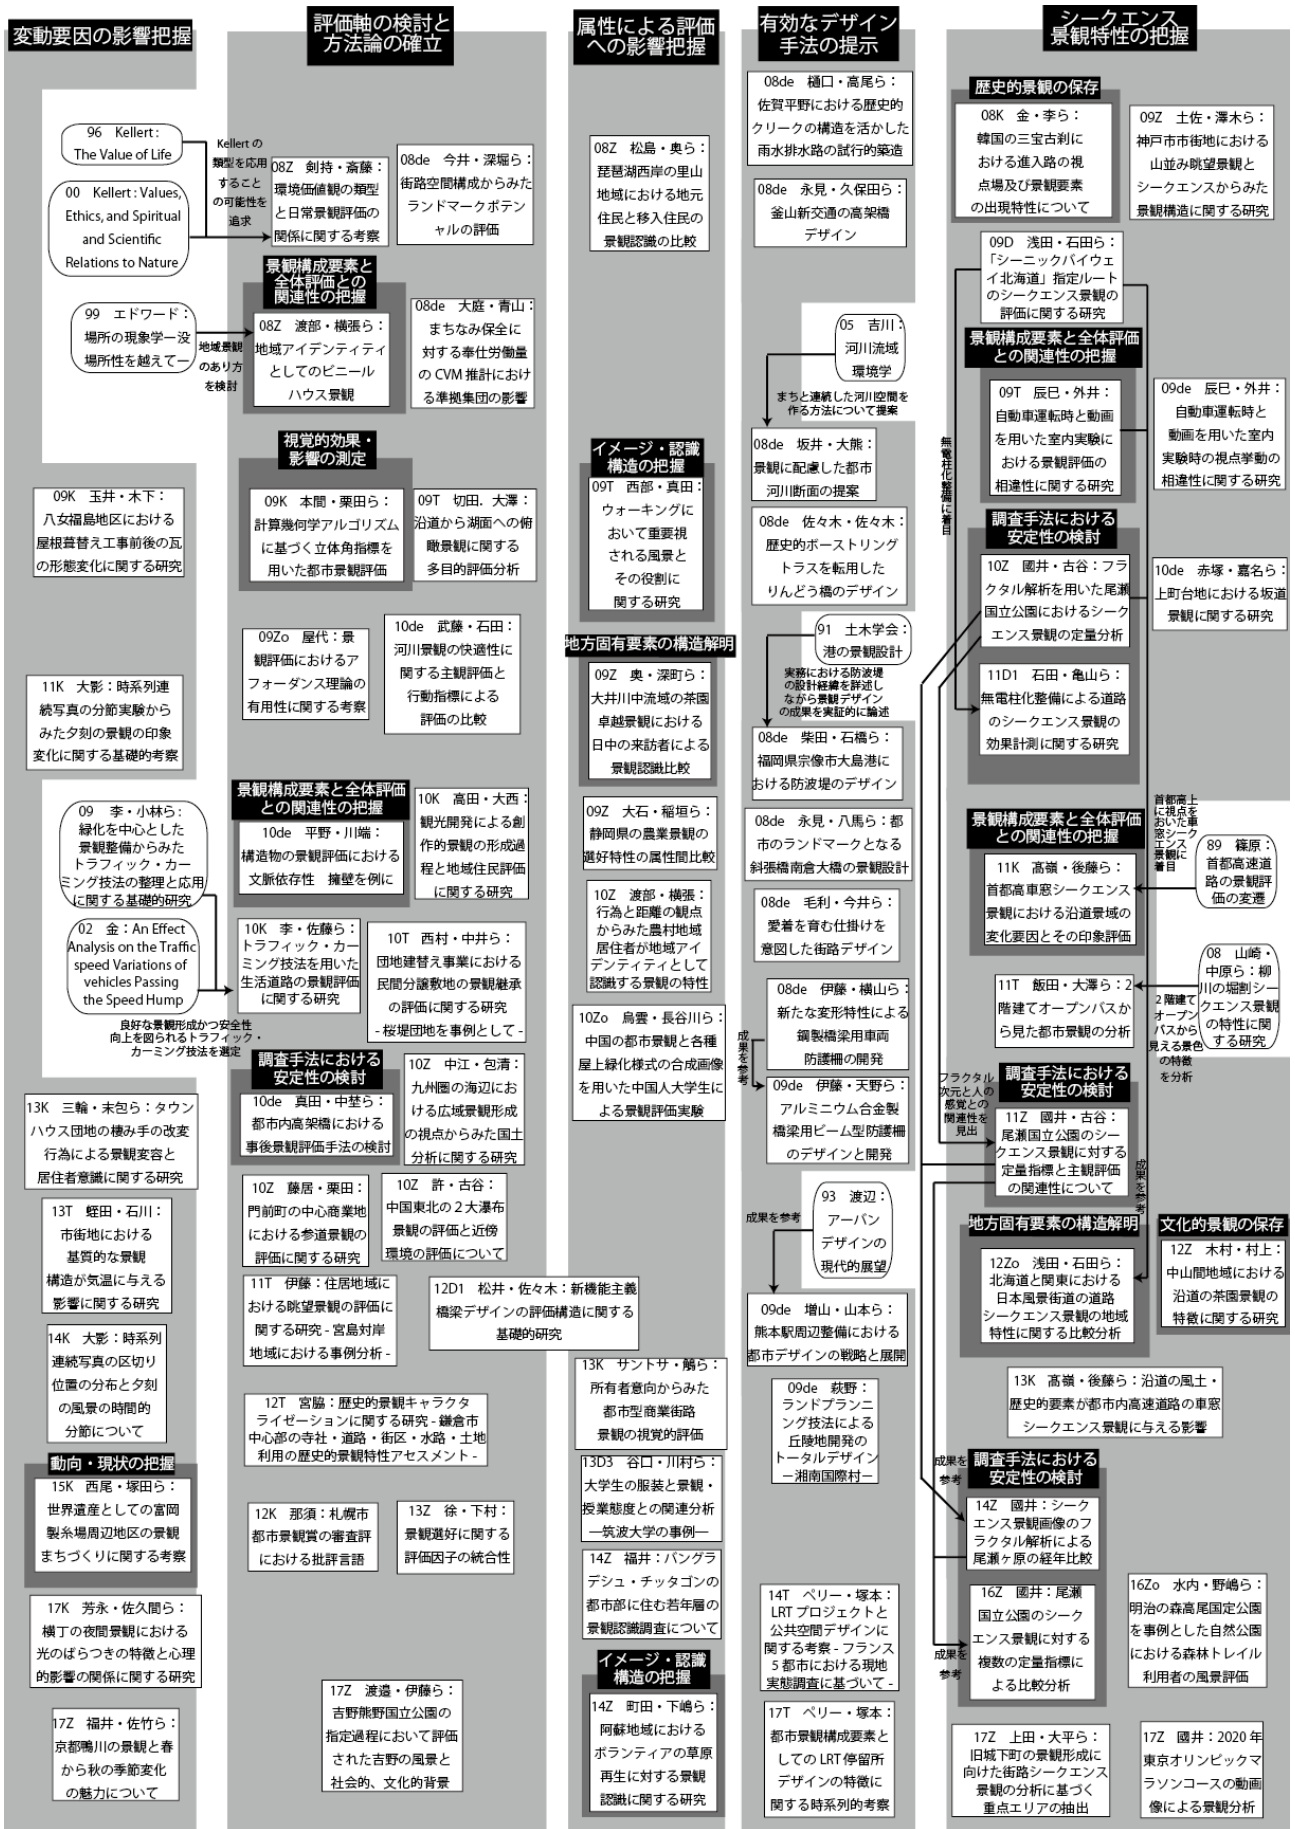 変動要因の影響把握
96 Kellert :
The Value of Life
00 Kellert : Values,
Ethics, and Spiritual
and Scientific
Relations to Nature
99 エドワード：
場所の現象学ー没
場所性を越えてー
09K 玉井・木下：
八女福島地区における
屋根葺替え工事前後の瓦
の形態変化に関する研究
11K 大影：時系列連
続写真の分節実験から
みた夕刻の景観の印象
変化に関する基礎的考察
09 李・小林ら：
緑化を中心とした
景観整備からみた
トラフィック・カー
ミング技法の整理と応用
に関する基礎的研究
02 金：An Effect
Analysis on the Traffic
speed Variations of
vehicles Passing
the Speed Hump
良好な景観形成かつ安全性
向上を図られるトラフィック・
カーミング技法を選定
13K 三輪・末包ら：タウン
ハウス団地の棲み手の改変
行為による景観変容と
居住者意識に関する研究
13T 蛭田・石川：
市街地における
基質的な景観
構造が気温に与える
影響に関する研究
14K 大影：時系列
連続写真の区切り
位置の分布と夕刻
の風景の時間的
分節について
動向・現状の把握
15K 西尾・塚田ら：
世界遺産としての富岡
製糸場周辺地区の景観
まちづくりに関する考察
17K 芳永・佐久間ら：
横丁の夜間景観における
光のばらつきの特徴と心理
的影響の関係に関する研究
17Z 福井・佐竹ら：
京都鴨川の景観と春
から秋の季節変化
の魅力について
評価軸の検討と
方法論の確立
Kellert の
類型を応用
すること
の可能性を
追求
08Z 剣持・斎藤：
環境価値観の類型
と日常景観評価の
関係に関する考察
08de 今井・深堀ら：
街路空間構成からみた
ランドマークポテン
シャルの評価
景観構成要素と
全体評価との
関連性の把握
地域景観
のあり方
を検討
08Z 渡部・横張ら：
地域アイデンティティ
としてのビニール
ハウス景観
08de 大庭・青山：
まちなみ保全に
対する奉仕労働量
の CVM 推計におけ
る準拠集団の影響
視覚的効果・
影響の測定
09K 本間・栗田ら：
計算幾何学アルゴリズム
に基づく立体角指標を
用いた都市景観評価
09T 切田．大澤：
沿道から湖面への俯
瞰景観に関する
多目的評価分析
09Zo 屋代：景
観評価におけるア
フォーダンス理論の
有用性に関する考察
10de 武藤・石田：
河川景観の快適性に
関する主観評価と
行動指標による
評価の比較
景観構成要素と全体評価
との関連性の把握
10de 平野・川端：
構造物の景観評価における
文脈依存性 擁壁を例に
10K 高田・大西：
観光開発による創
作的景観の形成過
程と地域住民評価
に関する研究
10K 李・佐藤ら：
トラフィック・カー
ミング技法を用いた
生活道路の景観評価
に関する研究
10T 西村・中井ら：
団地建替え事業における
民間分譲敷地の景観継承
の評価に関する研究
- 桜堤団地を事例として -
調査手法における
安定性の検討
10de 真田・中埜ら：
都市内高架橋における
事後景観評価手法の検討
10Z 中江・包清：
九州圏の海辺にお
ける広域景観形成
の視点からみた国土
分析に関する研究
10Z 藤居・栗田：
門前町の中心商業地
における参道景観の
評価に関する研究
10Z 許・古谷：
中国東北の２大瀑布
景観の評価と近傍
環境の評価について
11T 伊藤：住居地域に
おける眺望景観の評価に
関する研究 - 宮島対岸
地域における事例分析 -
12D1 松井・佐々木：新機能主義
橋梁デザインの評価構造に関する
基礎的研究
12T 宮脇：歴史的景観キャラクタ
ライゼーションに関する研究 - 鎌倉市
中心部の寺社・道路・街区・水路・土地
利用の歴史的景観特性アセスメント -
12K 那須：札幌市
都市景観賞の審査評
における批評言語
13Z 徐・下村：
景観選好に関する
評価因子の統合性
17Z 渡邉・伊藤ら：
吉野熊野国立公園の
指定過程において評価
された吉野の風景と
社会的、文化的背景
属性による評価
への影響把握
08Z 松島・奥ら：
琵琶湖西岸の里山
地域における地元
住民と移入住民の
景観認識の比較
イメージ・認識
構造の把握
09T 西部・真田：
ウォーキングに
おいて重要視
される風景と
その役割に
関する研究
地方固有要素の構造解明
09Z 奥・深町ら：
大井川中流域の茶園
卓越景観における
日中の来訪者による
景観認識比較
09Z 大石・稲垣ら：
静岡県の農業景観の
選好特性の属性間比較
10Z 渡部・横張：
行為と距離の観点
からみた農村地域
居住者が地域アイ
デンティティとして
認識する景観の特性
10Zo 烏雲・長谷川ら：
中国の都市景観と各種
屋上緑化様式の合成画像
を用いた中国人大学生に
よる景観評価実験
13K サントサ・鵤ら：
所有者意向からみた
都市型商業街路
景観の視覚的評価
13D3 谷口・川村ら：
大学生の服装と景観・
授業態度との関連分析
―筑波大学の事例―
14Z 福井：バングラ
デシュ・チッタゴンの
都市部に住む若年層の
景観認識調査について
イメージ・認識
構造の把握
14Z 町田・下嶋ら：
阿蘇地域における
ボランティアの草原
再生に対する景観
認識に関する研究
有効なデザイン
手法の提示
08de 樋口・高尾ら：
佐賀平野における歴史的
クリークの構造を活かした
雨水排水路の試行的築造
08de 永見・久保田ら：
釜山新交通の高架橋
デザイン
05 吉川：
河川流域
環境学
まちと連続した河川空間を
作る方法について提案
08de 坂井・大熊：
景観に配慮した都市
河川断面の提案
08de 佐々木・佐々木：
歴史的ボーストリング
トラスを転用した
りんどう橋のデザイン
91 土木学会：
港の景観設計
実務における防波堤
の設計経緯を詳述し
ながら景観デザイン
の成果を実証的に論述
08de 柴田・石橋ら：
福岡県宗像市大島港に
おける防波堤のデザイン
08de 永見・八馬ら：都
市のランドマークとなる
斜張橋南倉大橋の景観設計
08de 毛利・今井ら：
愛着を育む仕掛けを
意図した街路デザイン
成果を参考
08de 伊藤・横山ら：
新たな変形特性による
鋼製橋梁用車両
防護柵の開発
09de 伊藤・天野ら：
アルミニウム合金製
橋梁用ビーム型防護柵
のデザインと開発
93 渡辺：
アーバン
デザインの
現代的展望
成果を参考
09de 増山・山本ら：
熊本駅周辺整備における
都市デザインの戦略と展開
09de 萩野：
ランドプランニ
ング技法による
丘陵地開発の
トータルデザイン
ー湘南国際村ー
14T ペリー・塚本：
LRT プロジェクトと
公共空間デザインに
関する考察 - フランス
５都市における現地
実態調査に基づいて -
17T ペリー・塚本：
都市景観構成要素と
しての LRT 停留所
デザインの特徴に
関する時系列的考察
シークエンス
景観特性の把握
歴史的景観の保存
08K 金・李ら：
韓国の三宝古刹に
おける進入路の視
点場及び景観要素
の出現特性について
09Z 土佐・澤木ら：
神戸市市街地における
山並み眺望景観と
シークエンスからみた
景観構造に関する研究
09D 浅田・石田ら：
「シーニックバイウェ
イ北海道」指定ルート
のシークエンス景観の
評価に関する研究
無電柱化整備に着目
景観構成要素と全体評価
との関連性の把握
09T 辰巳・外井：
自動車運転時と動画
を用いた室内実験に
おける景観評価の
相違性に関する研究
09de 辰巳・外井：
自動車運転時と
動画を用いた室内
実験時の視点挙動の
相違性に関する研究
調査手法における
安定性の検討
10Z 國井・古谷：フラ
クタル解析を用いた尾瀬
国立公園におけるシーク
エンス景観の定量分析
10de 赤塚・嘉名ら：
上町台地における坂道
景観に関する研究
11D1 石田・亀山ら：
無電柱化整備による道路
のシークエンス景観の
効果計測に関する研究
首都高上
に視点を
おいた車
窓シーク
エンス
景観に
着目
景観構成要素と全体評価
との関連性の把握
11K 髙嶺・後藤ら：
首都高車窓シークエンス
景観における沿道景域の
変化要因とその印象評価
89 篠原：
首都高速道
路の景観評
価の変遷
11T 飯田・大澤ら：2
階建てオープンバスか
ら見た都市景観の分析
08 山崎・
中原ら：柳
川の堀割シー
クエンス景観
の特性に関
する研究
２階建て
オープン
バスから
見える景色
の特徴
を分析
フラクタル
次元と人の
感覚との
関連性を
見出
調査手法における
安定性の検討
11Z 國井・古谷：
尾瀬国立公園のシー
クエンス景観に対する
定量指標と主観評価
の関連性について
成果を参考
地方固有要素の構造解明
12Zo 浅田・石田ら：
北海道と関東における
日本風景街道の道路
シークエンス景観の地域
特性に関する比較分析
文化的景観の保存
12Z 木村・村上：
中山間地域における
沿道の茶園景観の
特徴に関する研究
13K 髙嶺・後藤ら：沿道の風土・
歴史的要素が都市内高速道路の車窓
シークエンス景観に与える影響
成果を
参考
調査手法における
安定性の検討
14Z 國井：シーク
エンス景観画像のフ
ラクタル解析による
尾瀬ヶ原の経年比較
成果を
参考
16Z 國井：尾瀬
国立公園のシーク
エンス景観に対する
複数の定量指標に
よる比較分析
16Zo 水内・野嶋ら：
明治の森高尾国定公園
を事例とした自然公園
における森林トレイル
利用者の風景評価
17Z 上田・大平ら：
旧城下町の景観形成に
向けた街路シークエンス
景観の分析に基づく
重点エリアの抽出
17Z 國井：2020 年
東京オリンピックマ
ラソンコースの動画
像による景観分析